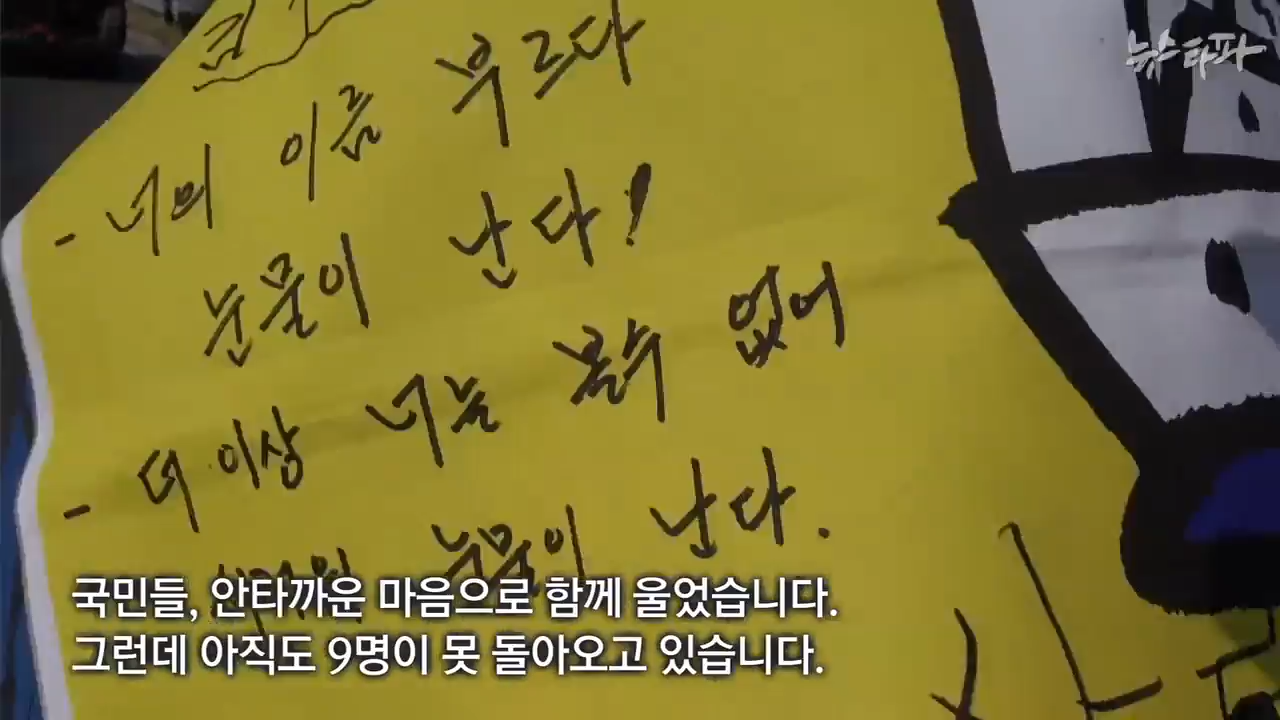 뉴스타파
- 너의 이름 부르다
눈물이 난다!
- 더 이상 너는 볼수 없어
눈물이 난다.
국민들, 안타까운 마음으로 함께 울었습니다.
그런데 아직도 9명이 못 돌아오고 있습니다.